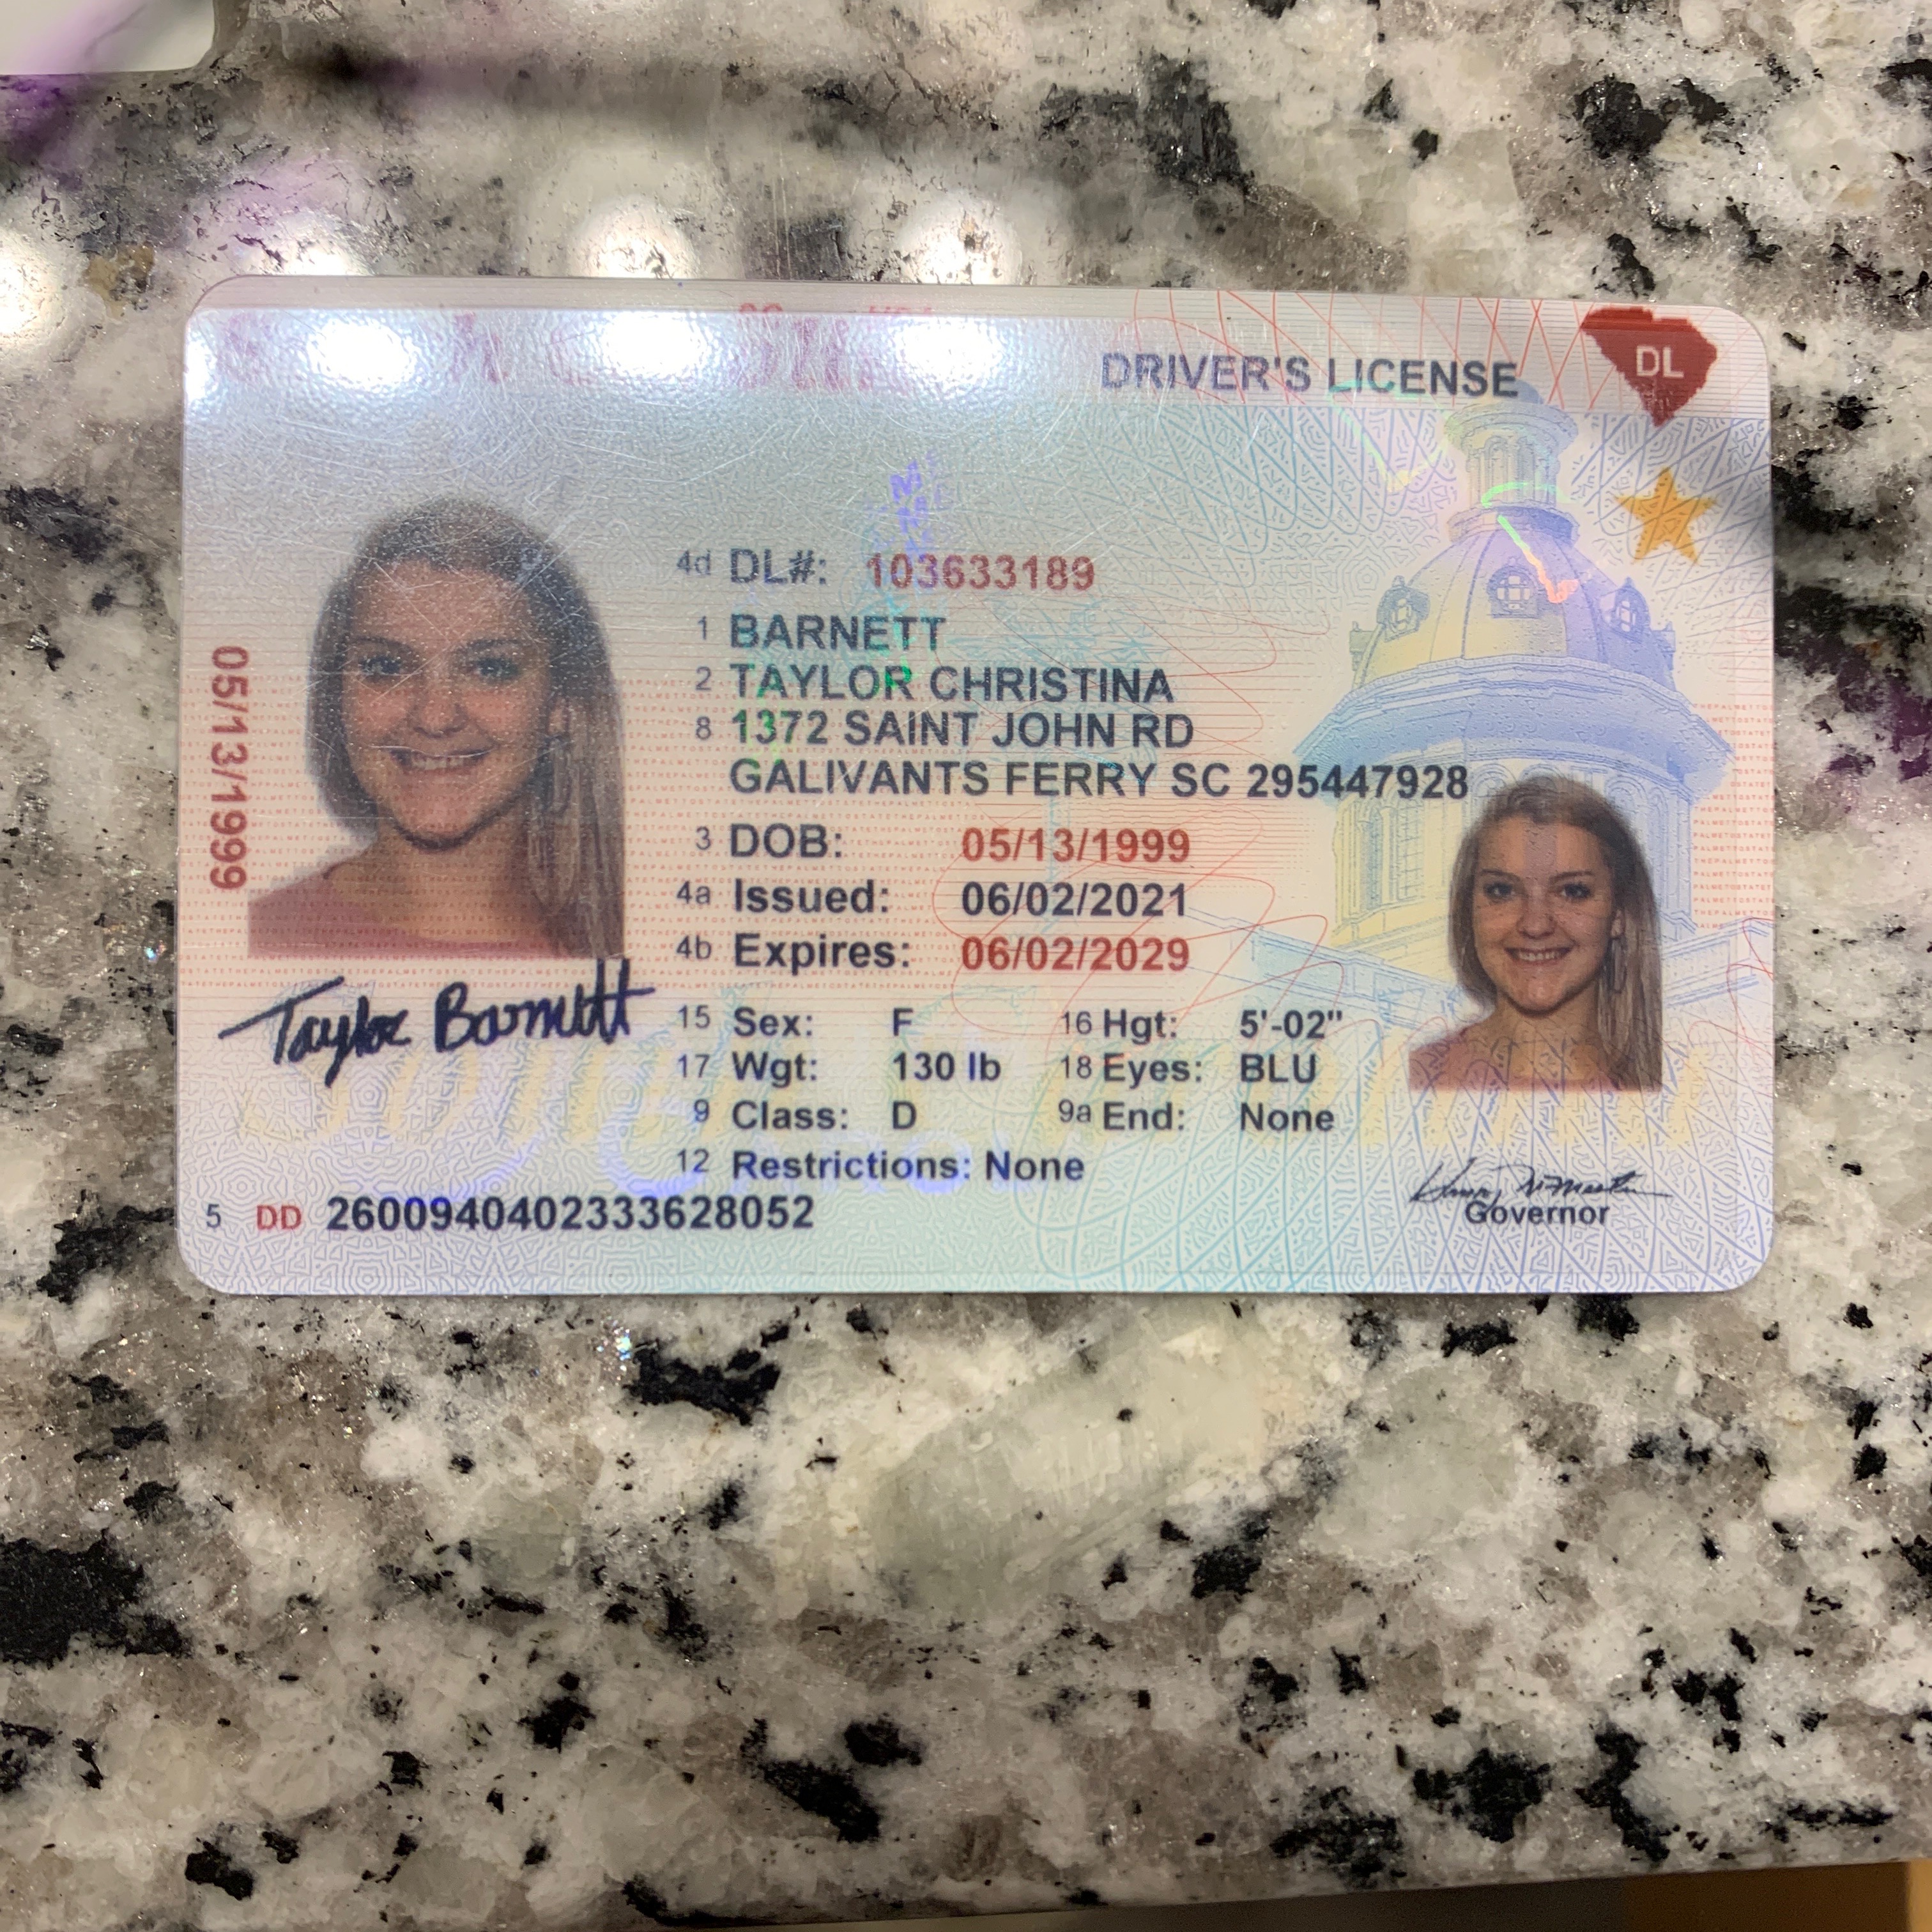 DRIVER'S LICENSE
DL
4d DL#: 103633189
1 BARNETT
2 TAYLOR CHRISTINA
8 1372 SAINT JOHN RD
GALIVANTS FERRY SC 295447928
3 DOB: 05/13/1999
4a Issued: 06/02/2021
4b Expires: 06/02/2029
05/13/1999
Taylor Barnett
15 Sex: F 16 Hgt: 5'-02"
17 Wgt: 130 lb 18 Eyes: BLU
9 Class: D 9a End: None
12 Restrictions: None
5 DD 2600940402333628052
Governor